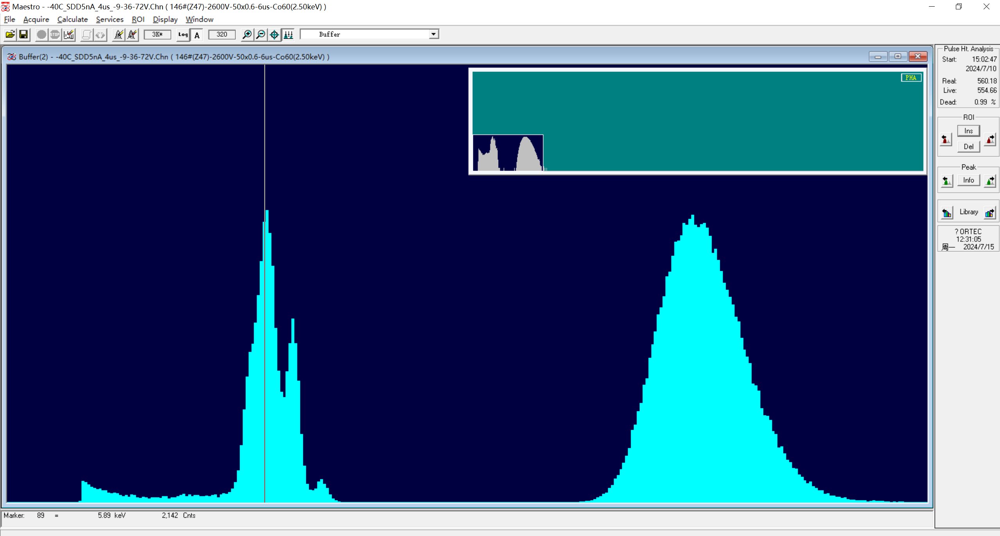 Maestro - -40C_SDD5nA_4us_-9-36-72V.Chn ( 146#(Z47)-2600V-50x0.6-6us-Co60(2.50keV) )
File Acquire Calculate Services ROI Display Window
STOP 3K* Log A 320 Buffer
Buffer(2) - -40C_SDD5nA_4us_-9-36-72V.Chn ( 146#(Z47)-2600V-50x0.6-6us-Co60(2.50keV) )
PHA
Pulse Ht. Analysis
Start: 15:02:47
2024/7/10
Real: 560.18
Live: 554.66
Dead: 0.99 %
ROI
Ins
Del
Peak
Info
Library
? ORTEC
12:31:05
周一 2024/7/15
Marker: 89 = 5.89 keV 2,142 Cnts